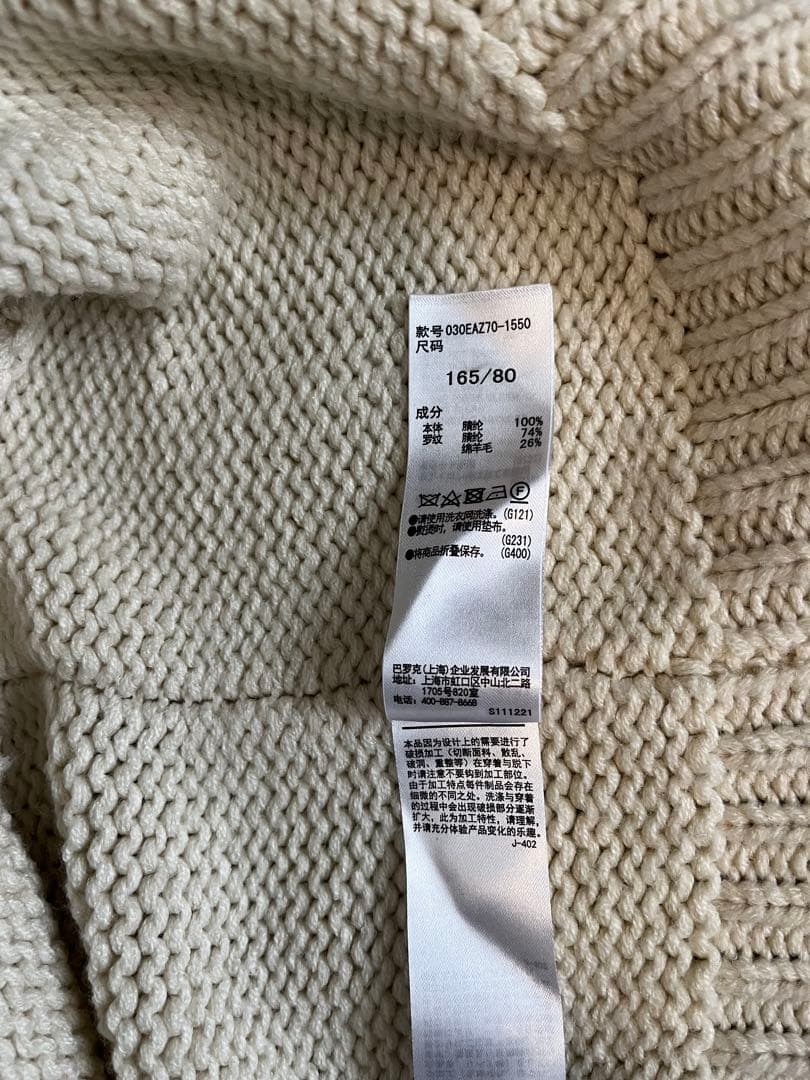 款号 030EAZ70-1550
尺码
165/80
成分
本体 腈纶 100%
罗纹 腈纶 74%
绵羊毛 26%
F
●请使用洗衣网洗涤。(G121)
●熨烫时，请使用垫布。
(G231)
●将商品折叠保存。 (G400)
巴罗克(上海)企业发展有限公司
地址：上海市虹口区中山北二路
1705号820室
电话：400-887-8668
S111221
本品因为设计上的需要进行了
破损加工（切断面料、散乱、
破洞、重整等）在穿着与脱下
时请注意不要钩到加工部位。
由于加工特点每件制品会存在
细微的不同之处。洗涤与穿着
的过程中会出现破损部分逐渐
扩大，此为加工特性，请理解，
并请充分体验产品变化的乐趣。
J-402